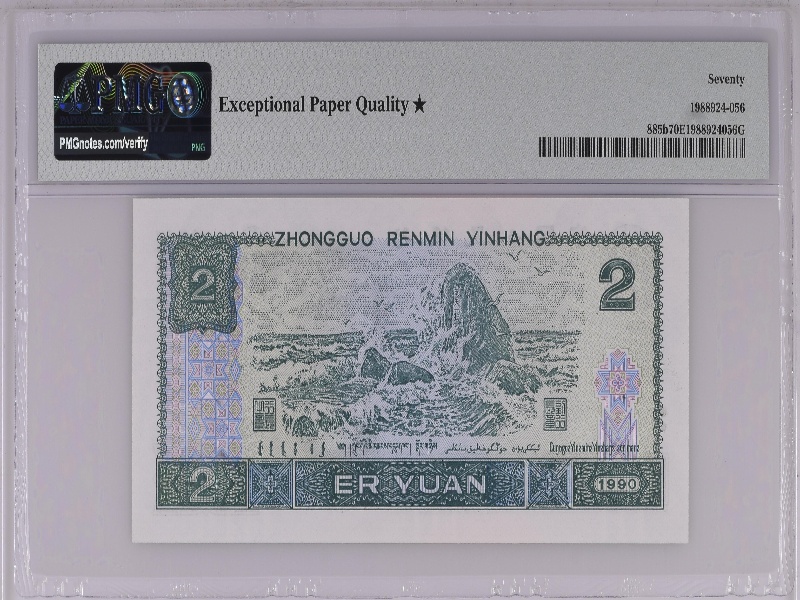 PMG
PMGnotes.com/verify
PNG
Exceptional Paper Quality ★
Seventy
1988924-056
885b70E1988924056G
ZHONGGUO RENMIN YINHANG
2
2
2
ER YUAN
1990